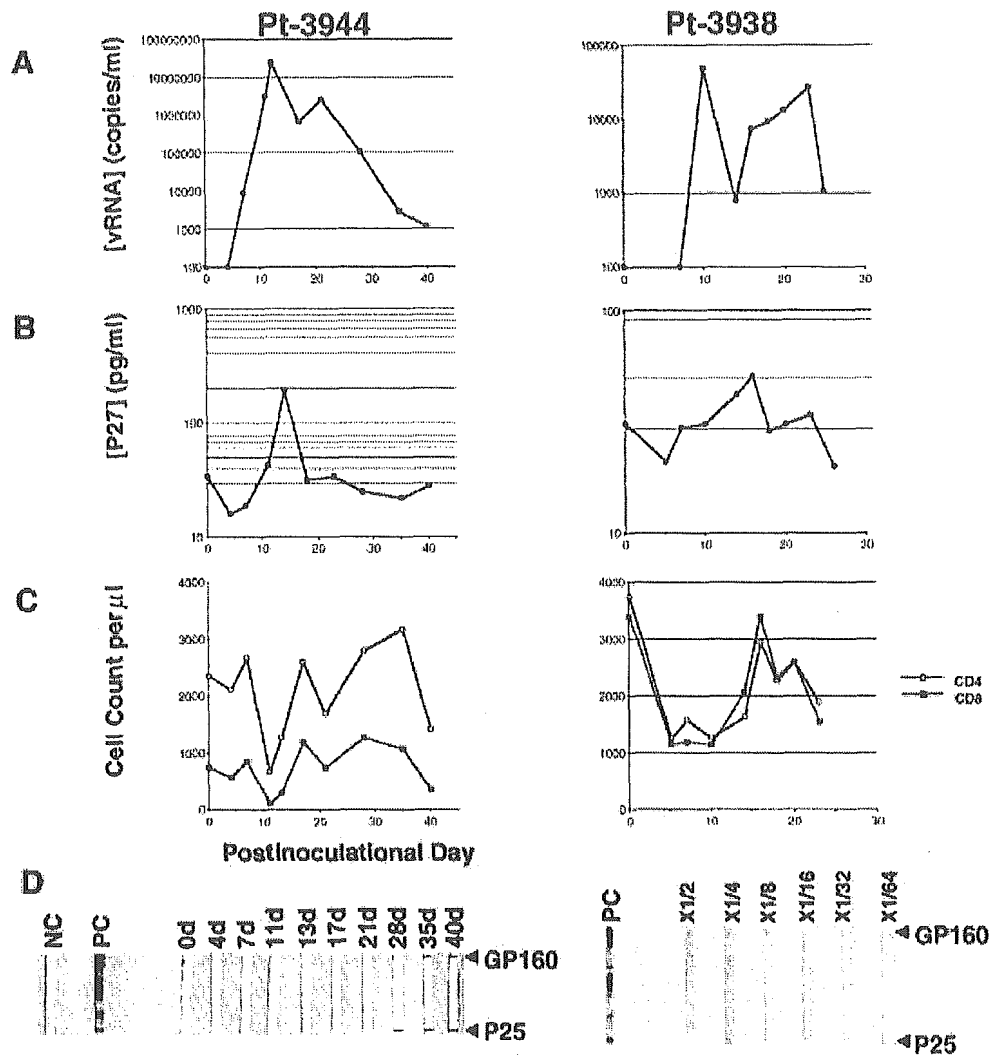 Pt-3944
Pt-3938
A
[vRNA] (copies/ml)
100000000
10000000
1000000
100000
10000
1000
100
0 10 20 30 40
100000
10000
1000
100
0 10 20 30
B
[P27] (pg/ml)
1000
100
10
0 10 20 30 40
100
10
0 10 20 30
C
Cell Count per µl
4000
3000
2000
1000
0
0 10 20 30 40
4000
3000
2000
1000
0
0 10 20 30
CD4
CD8
PostInoculational Day
D
NC PC 0d 4d 7d 11d 13d 17d 21d 28d 35d 40d
GP160
P25
PC X1/2 X1/4 X1/8 X1/16 X1/32 X1/64
GP160
P25